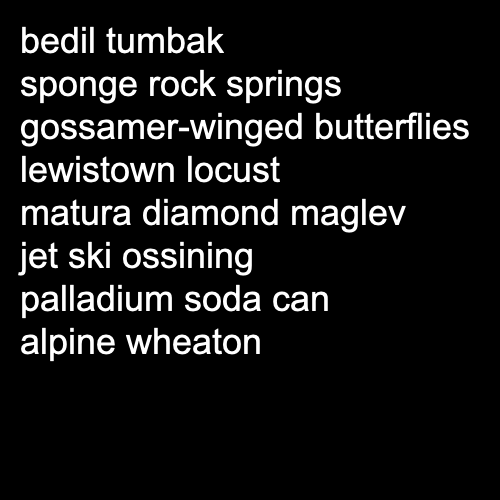 bedil tumbak
sponge rock springs
gossamer-winged butterflies
lewistown locust
matura diamond maglev
jet ski ossining
palladium soda can
alpine wheaton